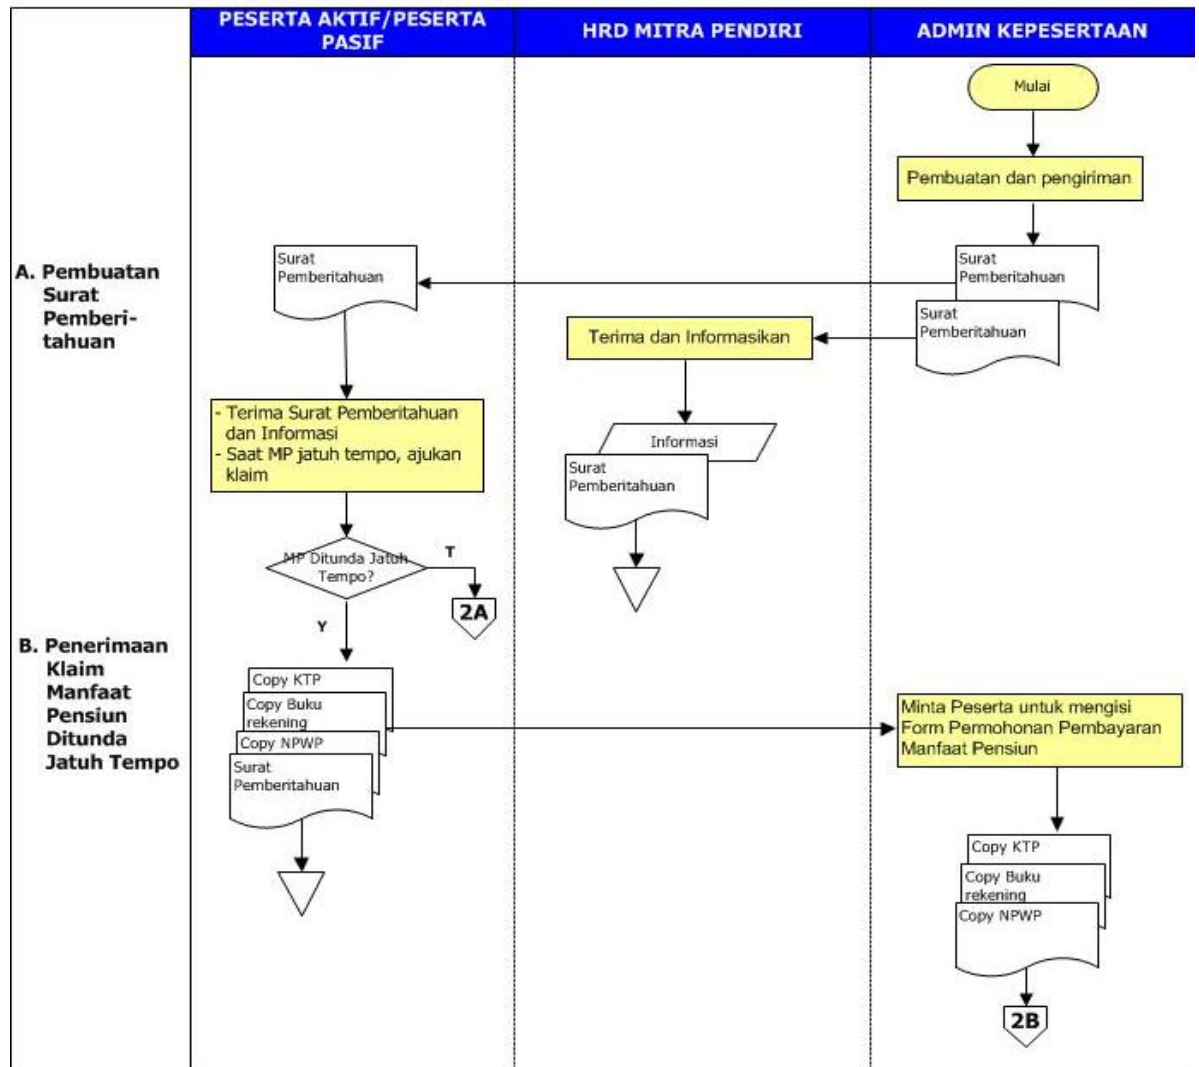 PESERTA AKTIF/PESERTA
PASIF
HRD MITRA PENDIRI
ADMIN KEPESERTAAN
Mulai
Pembuatan dan pengiriman
A. Pembuatan
Surat
Pemberi-
tahuan
Surat
Pemberitahuan
Surat
Pemberitahuan
Surat
Pemberitahuan
Terima dan Informasikan
- Terima Surat Pemberitahuan
dan Informasi
- Saat MP jatuh tempo, ajukan
klaim
Informasi
Surat
Pemberitahuan
MP Ditunda Jatuh
Tempo?
T
2A
Y
B. Penerimaan
Klaim
Manfaat
Pensiun
Ditunda
Jatuh Tempo
Copy KTP
Copy Buku
rekening
Copy NPWP
Surat
Pemberitahuan
Minta Peserta untuk mengisi
Form Permohonan Pembayaran
Manfaat Pensiun
Copy KTP
Copy Buku
rekening
Copy NPWP
2B